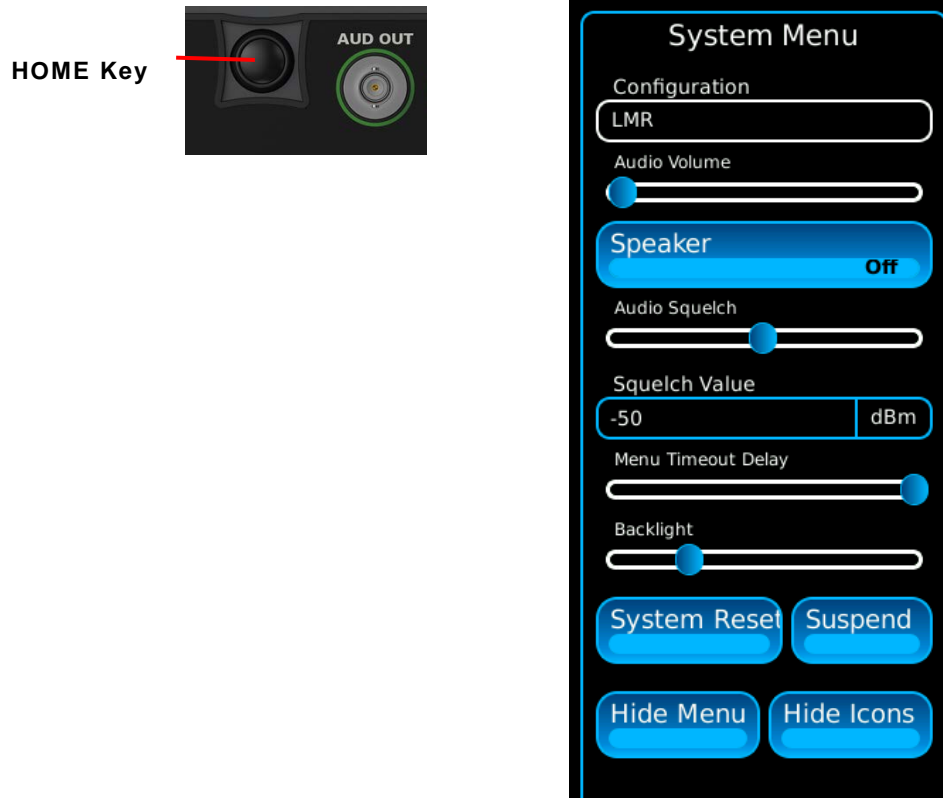 HOME Key
AUD OUT
System Menu
Configuration
LMR
Audio Volume
Speaker
Off
Audio Squelch
Squelch Value
-50 dBm
Menu Timeout Delay
Backlight
System Reset Suspend
Hide Menu Hide Icons